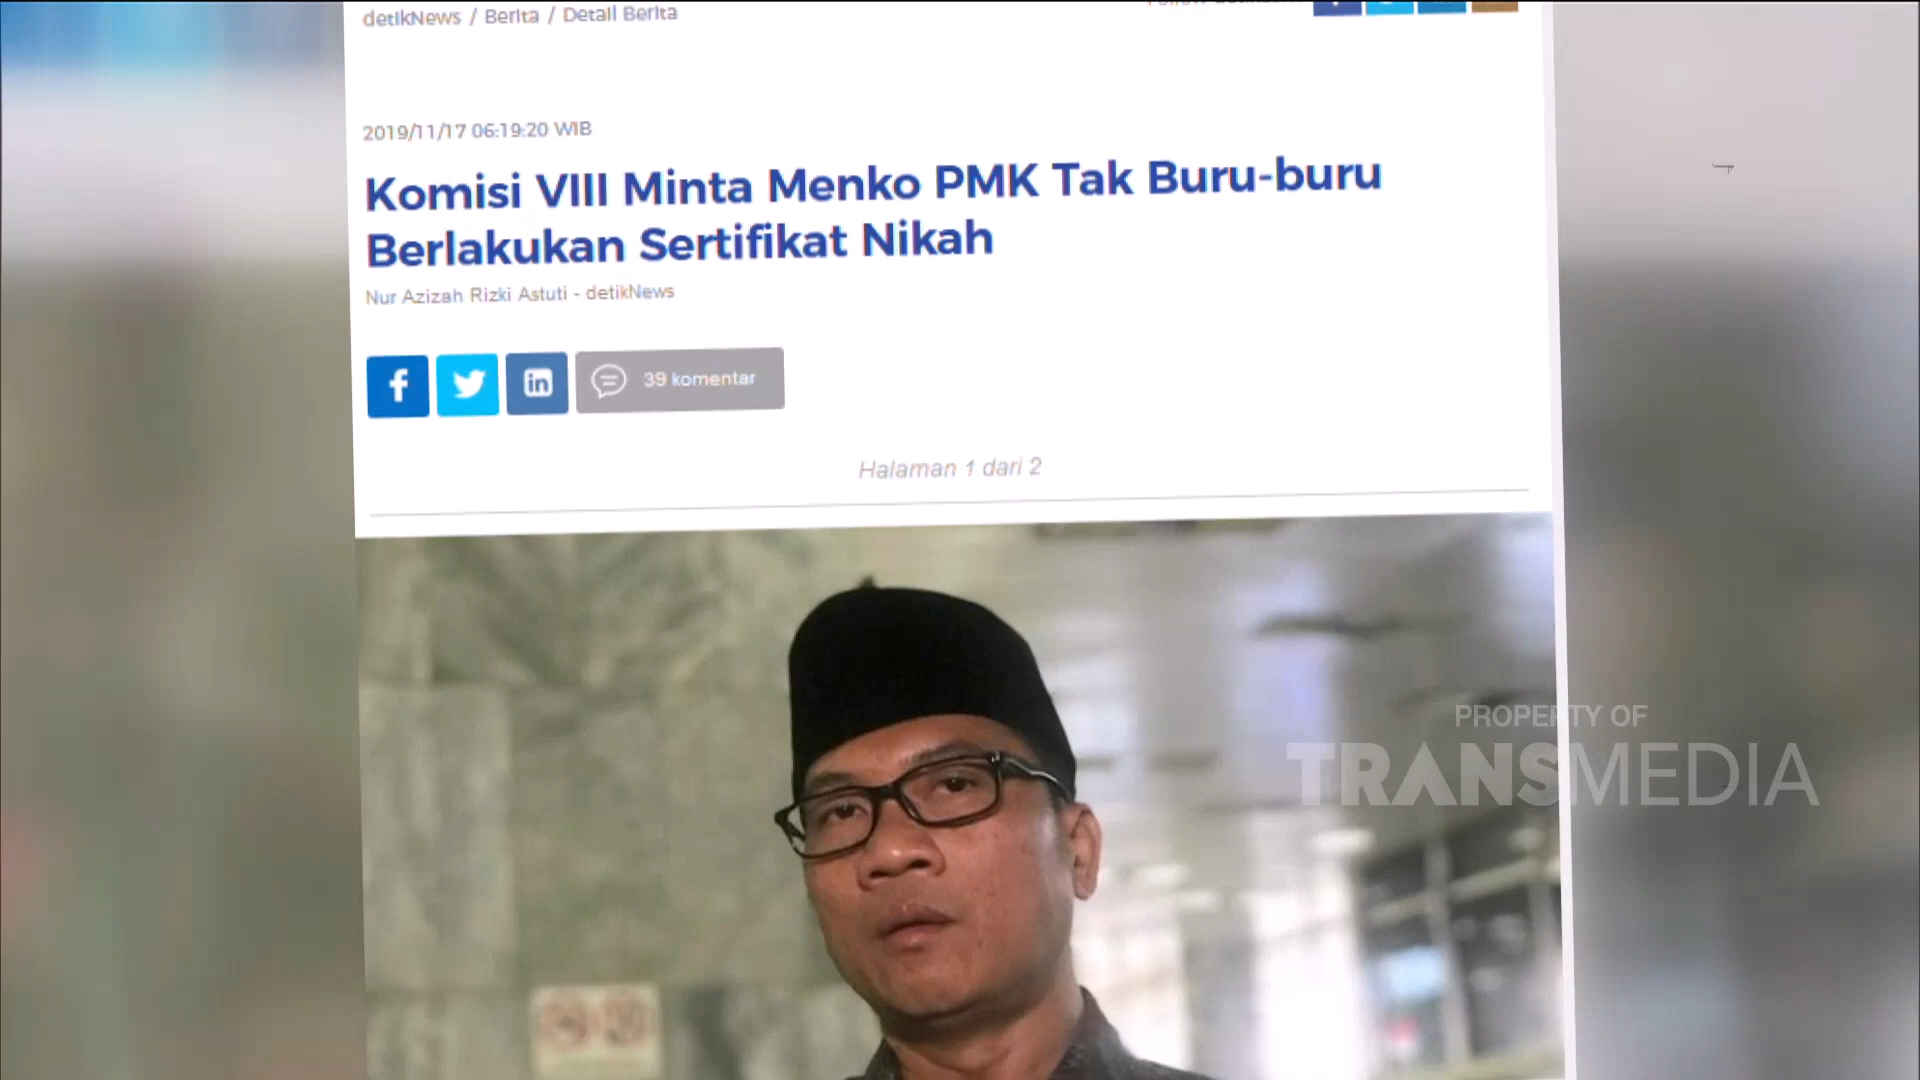 detikNews / Berita / Detail Berita
2019/11/17 06:19:20 WIB
Komisi VIII Minta Menko PMK Tak Buru-buru
Berlakukan Sertifikat Nikah
Nur Azizah Rizki Astuti - detikNews
f in 39 komentar
Halaman 1 dari 2
PROPERTY OF
TRANSMEDIA